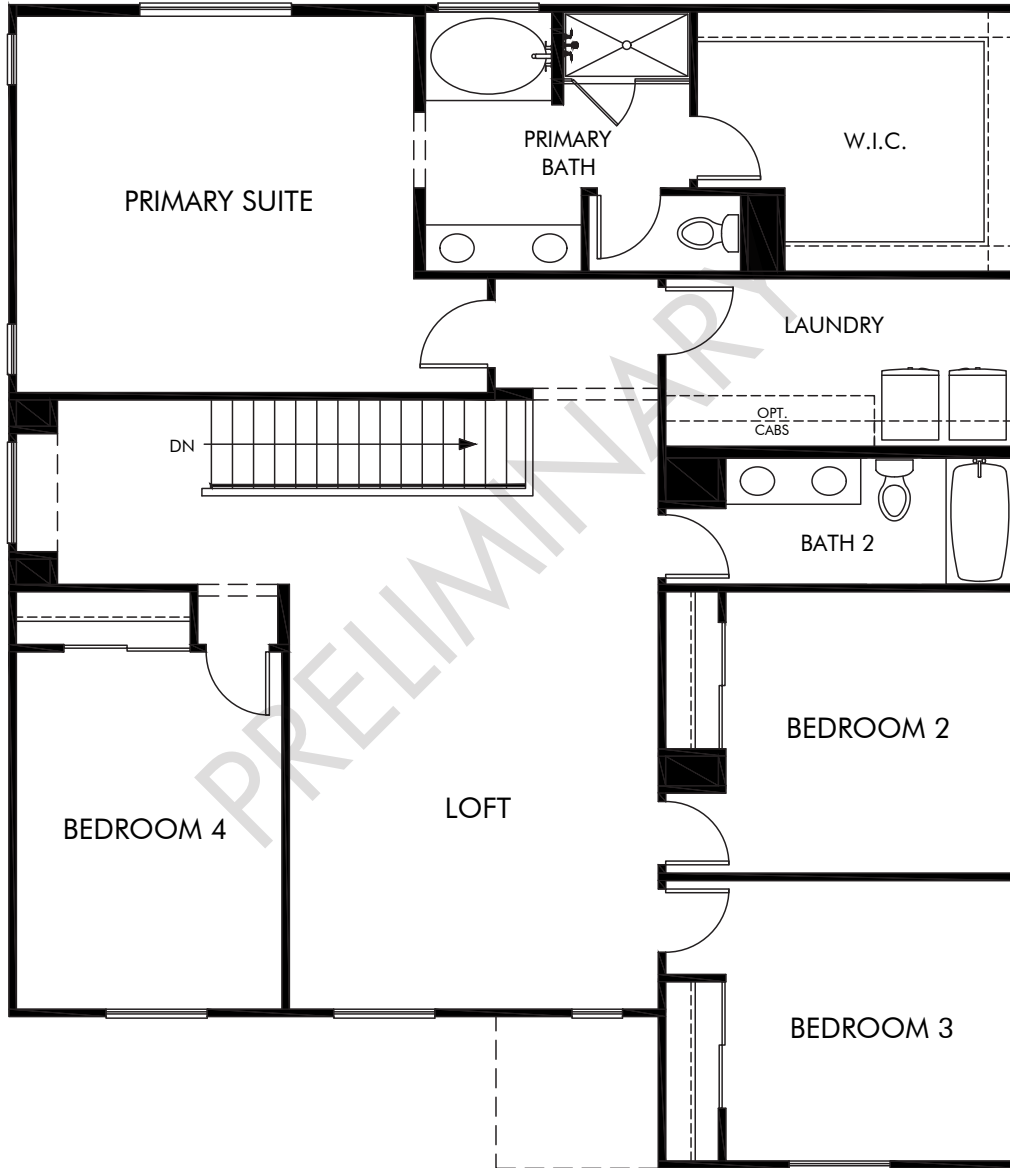 PRIMARY
BATH
W.I.C.
PRIMARY SUITE
LAUNDRY
OPT.
CABS
DN
BATH 2
PRELIMINARY
BEDROOM 2
LOFT
BEDROOM 4
BEDROOM 3